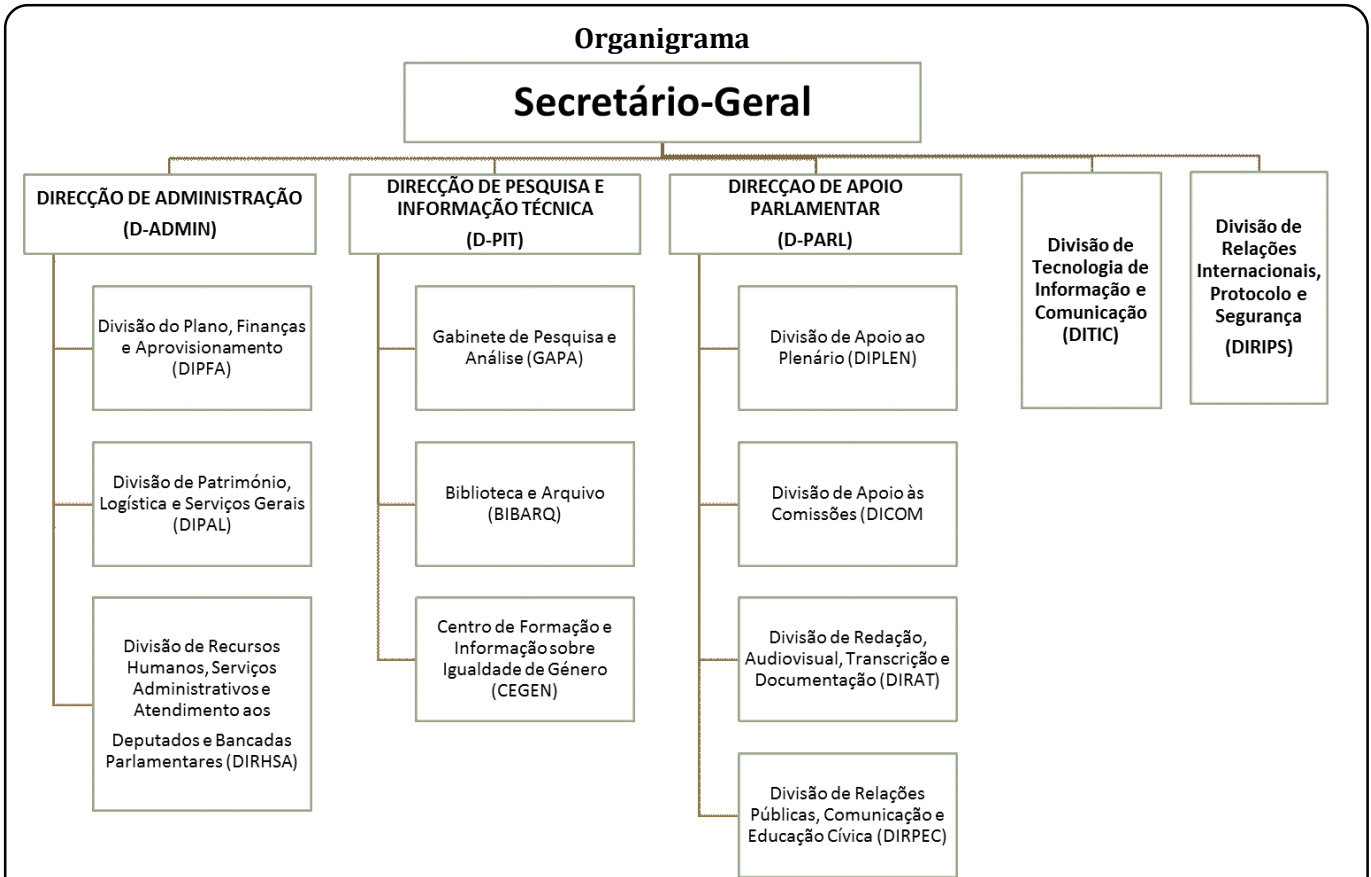 Organigrama
Secretário-Geral
DIRECÇÃO DE ADMINISTRAÇÃO
(D-ADMIN)
Divisão do Plano, Finanças
e Aprovisionamento
(DIPFA)
Divisão de Património,
Logística e Serviços Gerais
(DIPAL)
Divisão de Recursos
Humanos, Serviços
Administrativos e
Atendimento aos
Deputados e Bancadas
Parlamentares (DIRHSA)
DIRECÇÃO DE PESQUISA E
INFORMAÇÃO TÉCNICA
(D-PIT)
Gabinete de Pesquisa e
Análise (GAPA)
Biblioteca e Arquivo
(BIBARQ)
Centro de Formação e
Informação sobre
Igualdade de Género
(CEGEN)
DIRECÇAO DE APOIO
PARLAMENTAR
(D-PARL)
Divisão de Apoio ao
Plenário (DIPLEN)
Divisão de Apoio às
Comissões (DICOM
Divisão de Redação,
Audiovisual, Transcrição e
Documentação (DIRAT)
Divisão de Relações
Públicas, Comunicação e
Educação Cívica (DIRPEC)
Divisão de
Tecnologia de
Informação e
Comunicação
(DITIC)
Divisão de
Relações
Internacionais,
Protocolo e
Segurança
(DIRIPS)